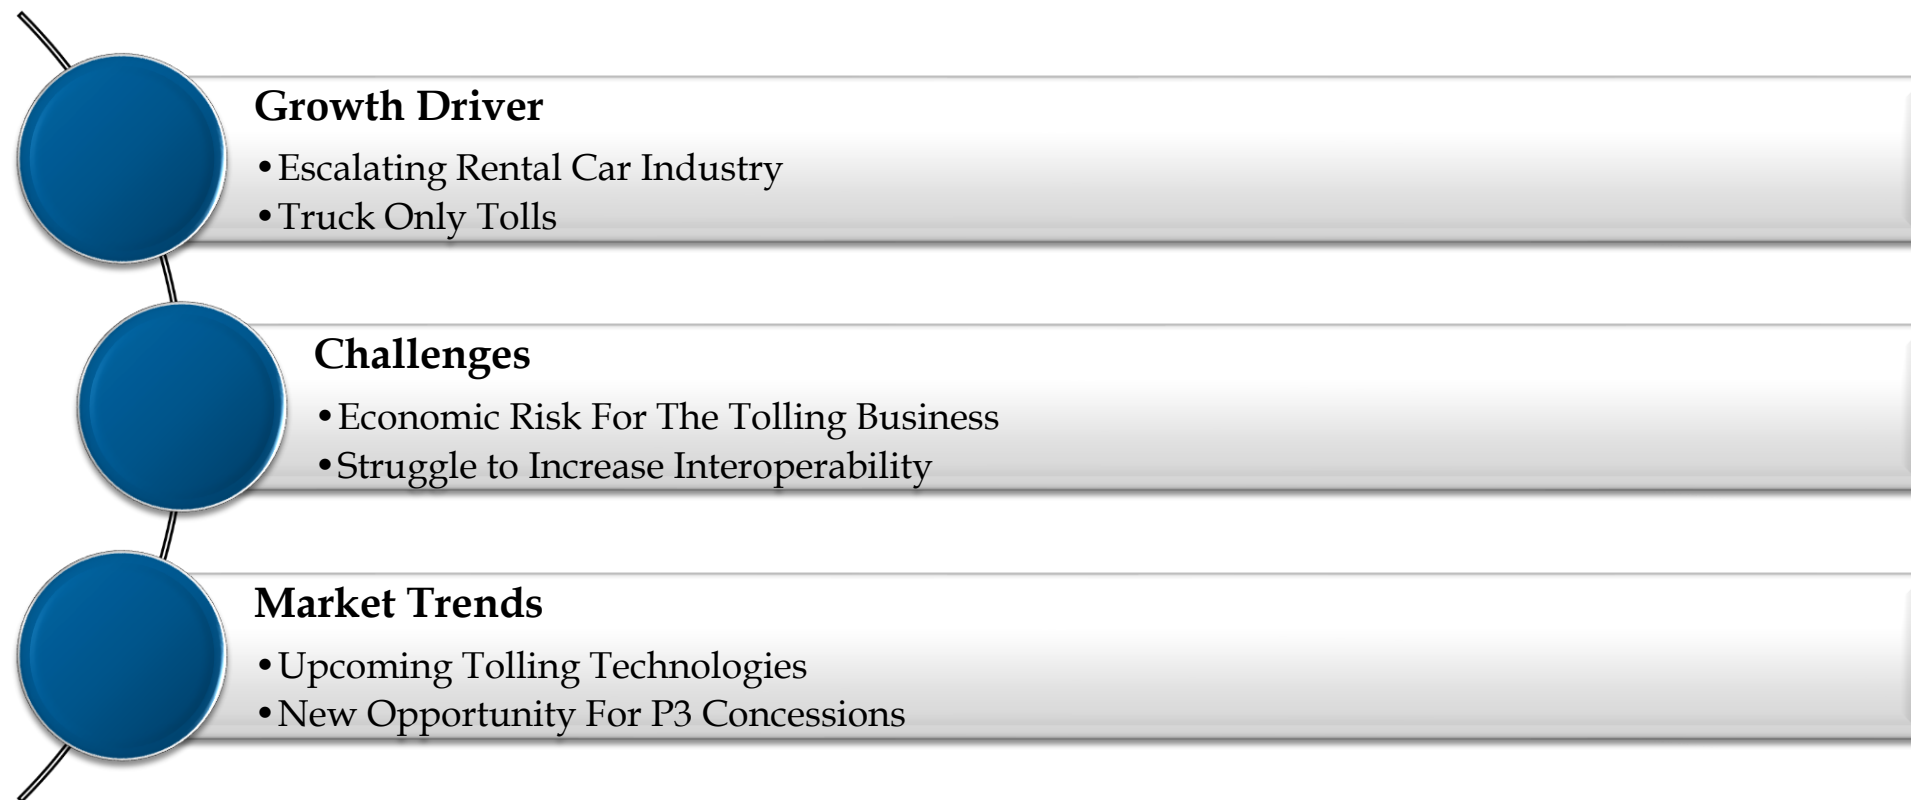 Growth Driver
•Escalating Rental Car Industry
•Truck Only Tolls
Challenges
•Economic Risk For The Tolling Business
•Struggle to Increase Interoperability
Market Trends
•Upcoming Tolling Technologies
•New Opportunity For P3 Concessions